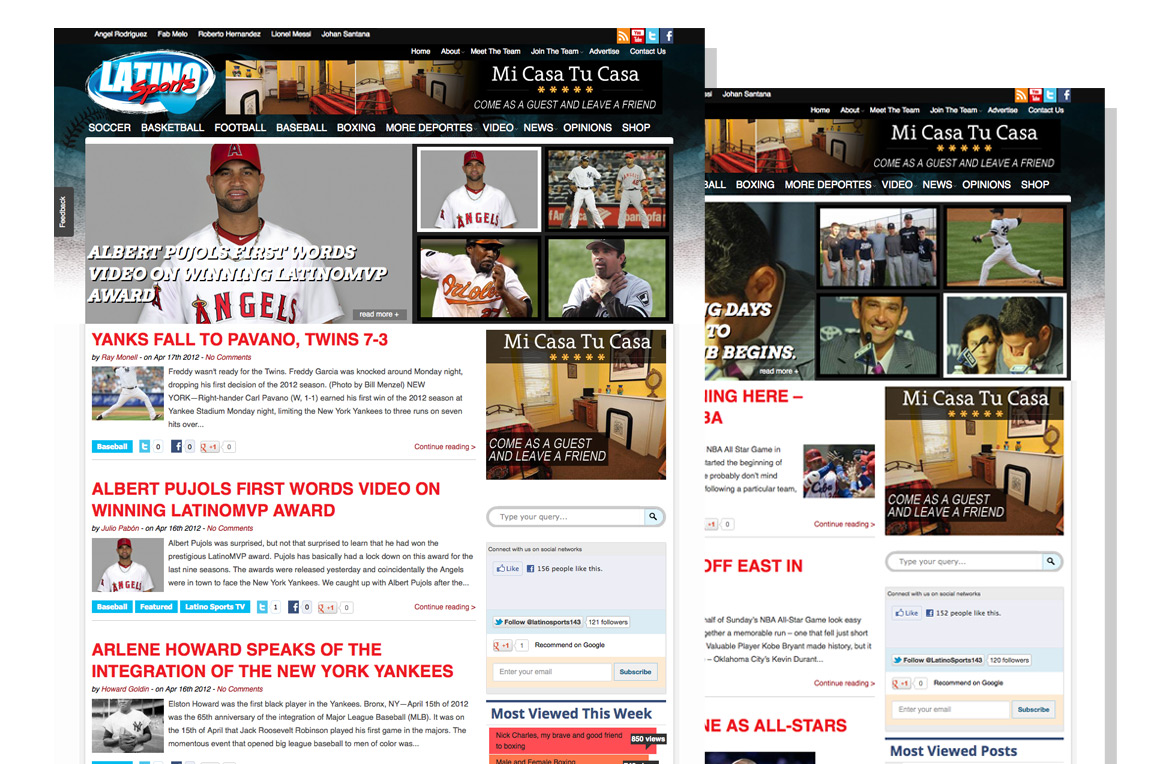 Angel Rodriguez Fab Melo Roberto Hernandez Lionel Messi Johan Santana
You Tube
Home About Meet The Team Join The Team Advertise Contact Us
LATINO
Sports
Mi Casa Tu Casa
COME AS A GUEST AND LEAVE A FRIEND
SOCCER BASKETBALL FOOTBALL BASEBALL BOXING MORE DEPORTES VIDEO NEWS OPINIONS SHOP
Feedback
ALBERT PUJOLS FIRST WORDS
VIDEO ON WINNING LATINOMVP
AWARD
read more +
ANGELS
ANGELS
Orioles
YANKS FALL TO PAVANO, TWINS 7-3
by Ray Monell - on Apr 17th 2012 - No Comments
Freddy wasn't ready for the Twins. Freddy Garcia was knocked around Monday night,
dropping his first decision of the 2012 season. (Photo by Bill Menzel) NEW
YORK—Right-hander Carl Pavano (W, 1-1) earned his first win of the 2012 season at
Yankee Stadium Monday night, limiting the New York Yankees to three runs on seven
hits over...
Baseball 0 0 +1 0
Continue reading >
ALBERT PUJOLS FIRST WORDS VIDEO ON
WINNING LATINOMVP AWARD
by Julio Pabón - on Apr 16th 2012 - No Comments
Albert Pujols was surprised, but not that surprised to learn that he had won the
prestigious LatinoMVP award. Pujols has basically had a lock down on this award for the
last nine seasons. The awards were released yesterday and coincidentally the Angels
were in town to face the New York Yankees. We caught up with Albert Pujols after the...
ANGELS
Baseball Featured Latino Sports TV 1 0 +1 0
Continue reading >
ARLENE HOWARD SPEAKS OF THE
INTEGRATION OF THE NEW YORK YANKEES
by Howard Goldin - on Apr 16th 2012 - No Comments
Elston Howard was the first black player in the Yankees. Bronx, NY—April 15th of 2012
was the 65th anniversary of the integration of Major League Baseball (MLB). It was on
the 15th of April that Jack Roosevelt Robinson played his first game in the majors. The
momentous event that opened big league baseball to men of color was...
Mi Casa Tu Casa
COME AS A GUEST
AND LEAVE A FRIEND
Type your query...
Connect with us on social networks
Like 156 people like this.
Follow @latinosports143 121 followers
+1 1 Recommend on Google
Enter your email Subscribe
Most Viewed This Week
Nick Charles, my brave and good friend
to boxing
850 views
Male and Female Boxing
Johan Santana
You Tube
Home About Meet The Team Join The Team Advertise Contact Us
Mi Casa Tu Casa
COME AS A GUEST AND LEAVE A FRIEND
BALL BOXING MORE DEPORTES VIDEO NEWS OPINIONS SHOP
NG DAYS
TO
B BEGINS.
read more +
NING HERE –
BA
NBA All Star Game in
tarted the beginning of
e probably don't mind
following a particular team,
Cuba
+1 0
Continue reading >
OFF EAST IN
half of Sunday's NBA All-Star Game look easy
gether a memorable run – one that fell just short
Valuable Player Kobe Bryant made history, but it
– Oklahoma City's Kevin Durant...
Continue reading >
NE AS ALL-STARS
Mi Casa Tu Casa
COME AS A GUEST
AND LEAVE A FRIEND
Type your query...
Connect with us on social networks
Like 152 people like this.
Follow @LatinoSports143 120 followers
+1 0 Recommend on Google
Enter your email Subscribe
Most Viewed Posts